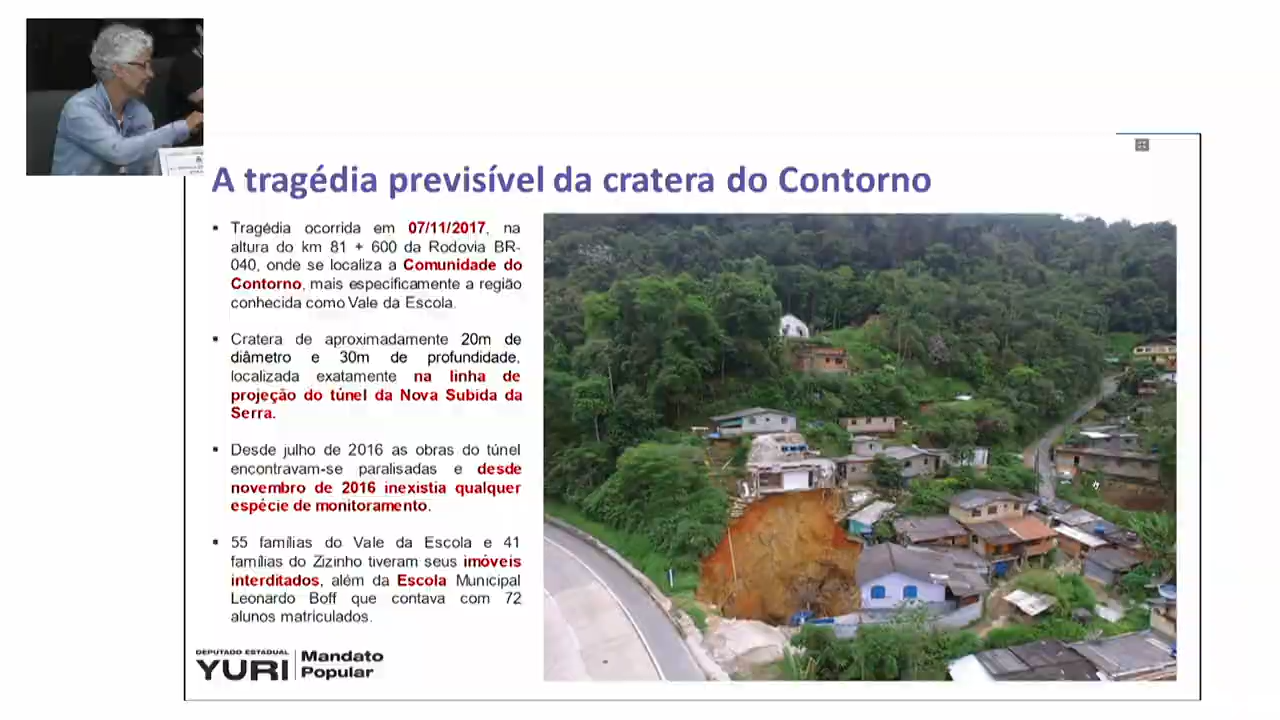 A tragédia previsível da cratera do Contorno
▪ Tragédia ocorrida em 07/11/2017, na
altura do km 81 + 600 da Rodovia BR-
040, onde se localiza a Comunidade do
Contorno, mais especificamente a região
conhecida como Vale da Escola.
▪ Cratera de aproximadamente 20m de
diâmetro e 30m de profundidade,
localizada exatamente na linha de
projeção do túnel da Nova Subida da
Serra.
▪ Desde julho de 2016 as obras do túnel
encontravam-se paralisadas e desde
novembro de 2016 inexistia qualquer
espécie de monitoramento.
▪ 55 famílias do Vale da Escola e 41
famílias do Zizinho tiveram seus imóveis
interditados, além da Escola Municipal
Leonardo Boff que contava com 72
alunos matriculados.
DEPUTADO ESTADUAL
YURI | Mandato
Popular